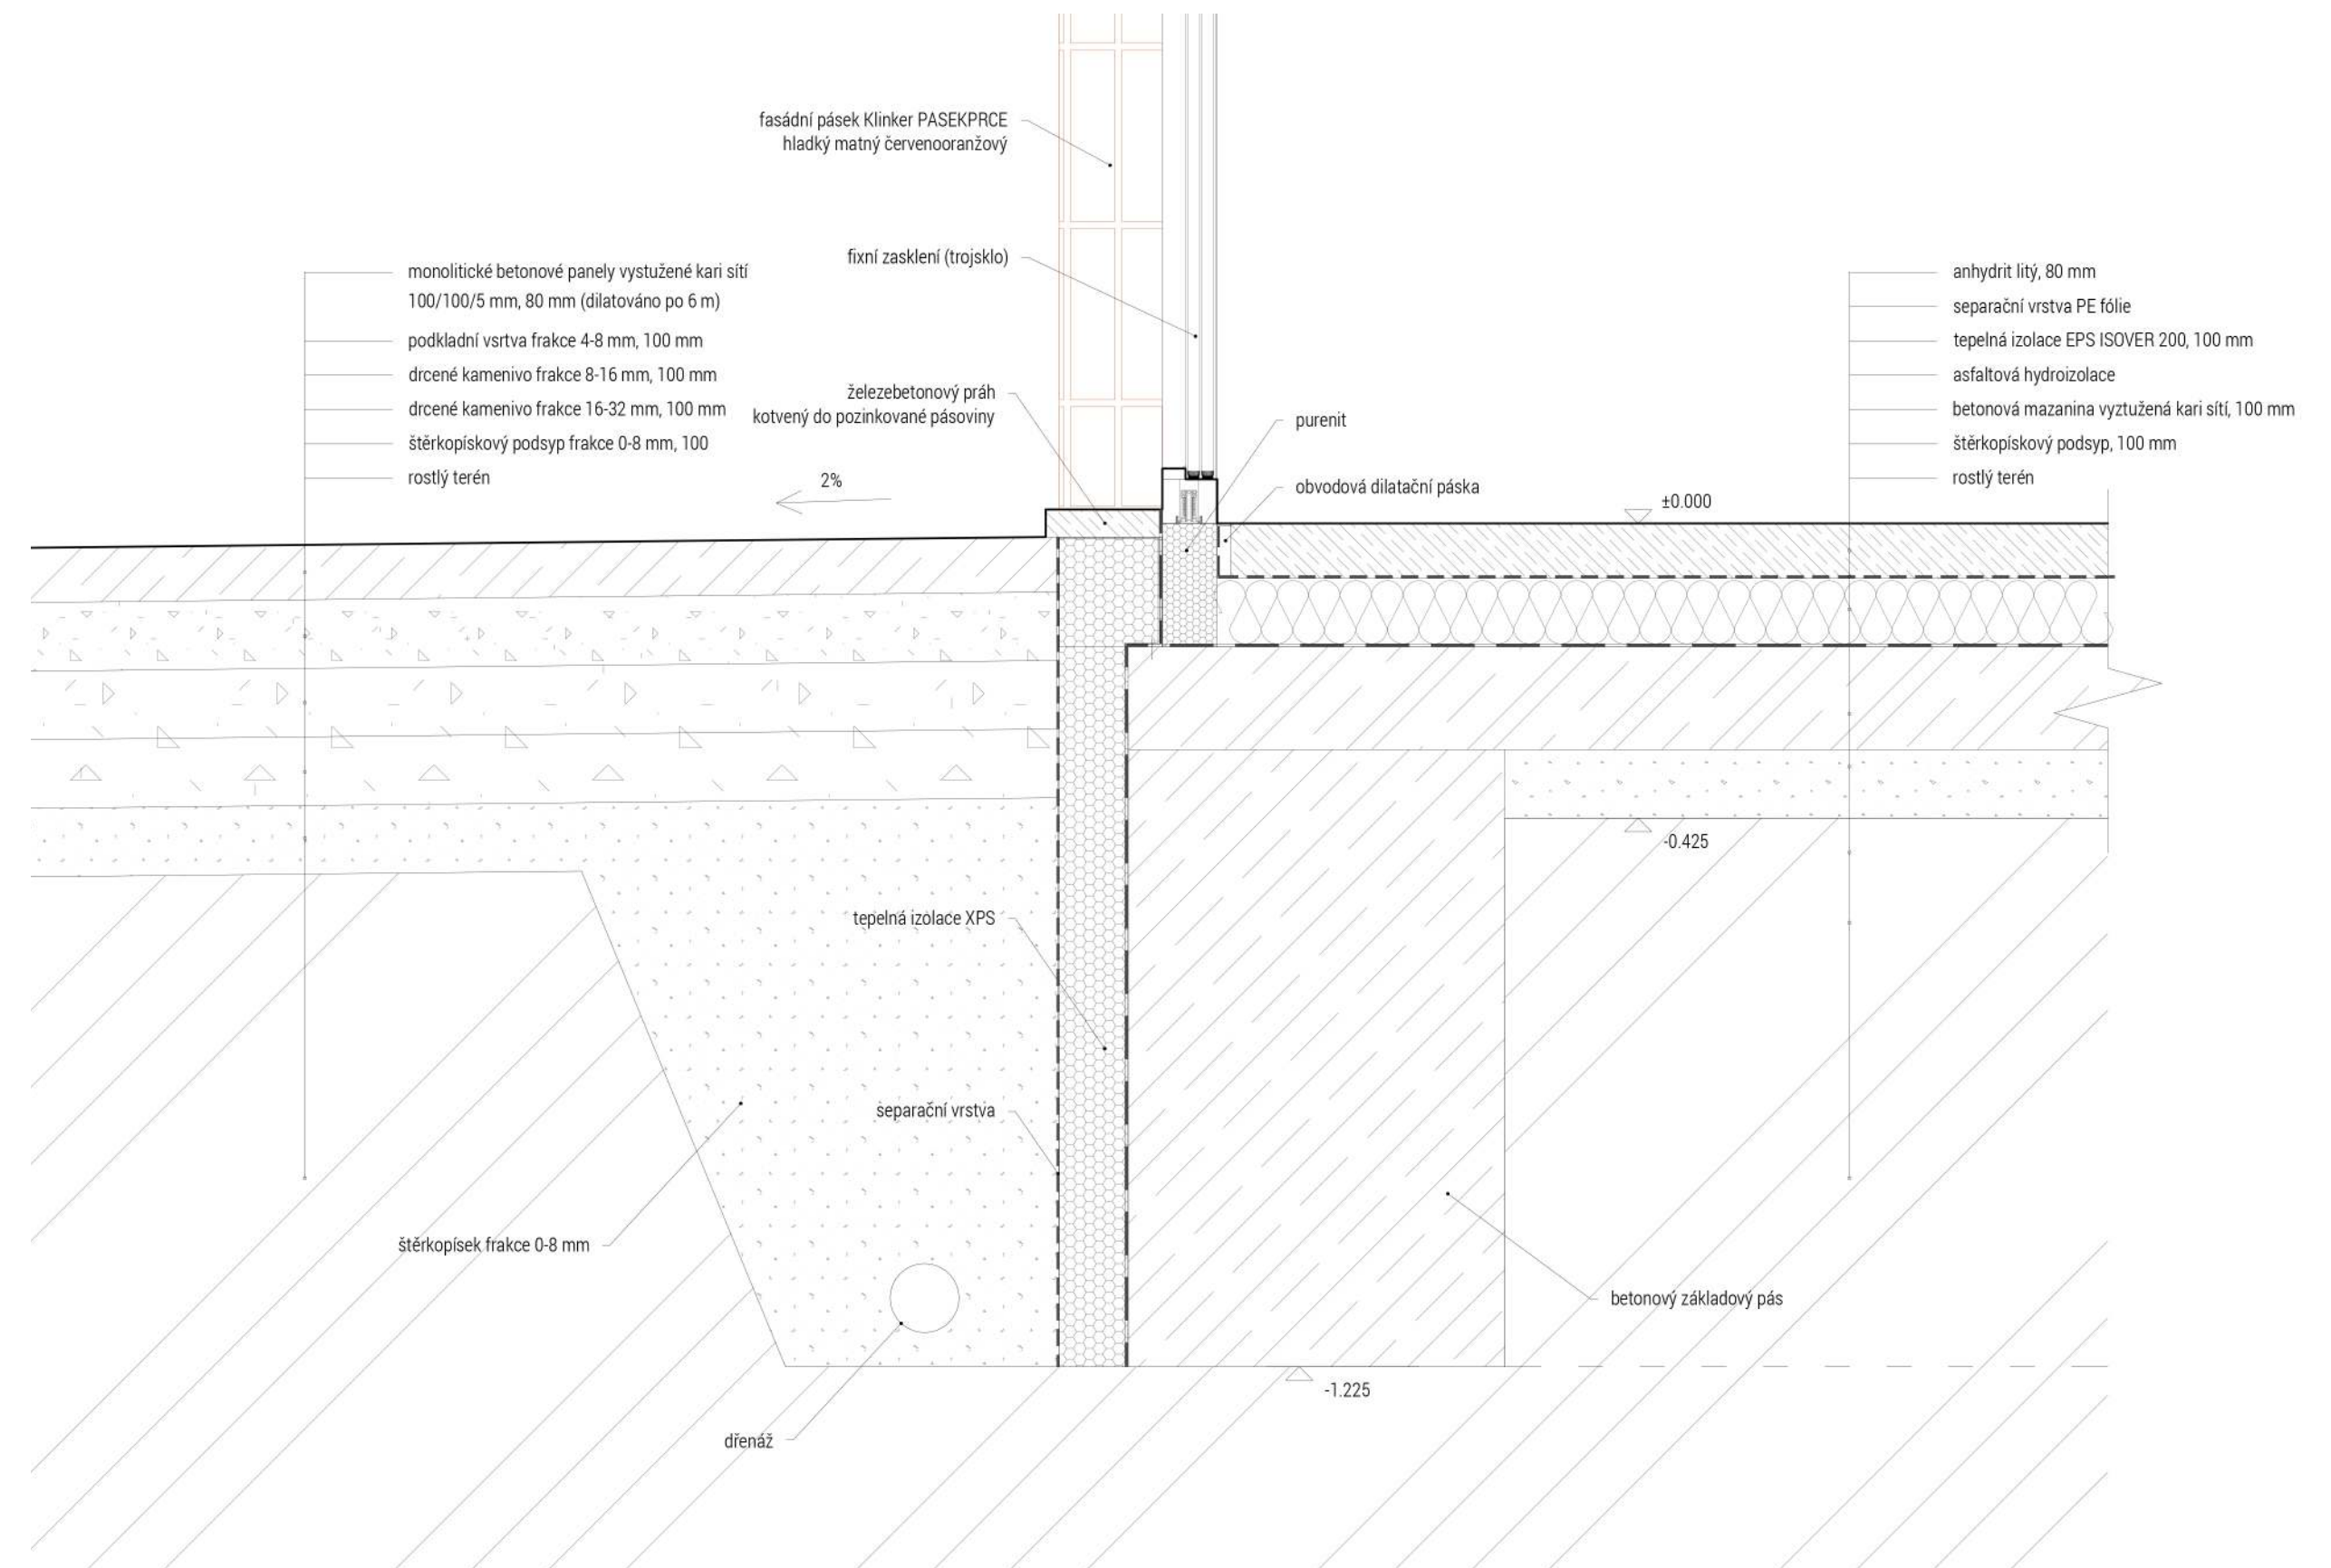 fasádní pásek Klinker PASEKPRCE
hladký matný červenooranžový
fixní zasklení (trojsklo)
monolitické betonové panely vystužené kari sítí
100/100/5 mm, 80 mm (dilatováno po 6 m)
podkladní vsrtva frakce 4-8 mm, 100 mm
drcené kamenivo frakce 8-16 mm, 100 mm
drcené kamenivo frakce 16-32 mm, 100 mm
štěrkopískový podsyp frakce 0-8 mm, 100
rostlý terén
železebetonový práh
kotvený do pozinkované pásoviny
2%
purenit
obvodová dilatační páska
±0.000
anhydrit litý, 80 mm
separační vrstva PE fólie
tepelná izolace EPS ISOVER 200, 100 mm
asfaltová hydroizolace
betonová mazanina vyztužená kari sítí, 100 mm
štěrkopískový podsyp, 100 mm
rostlý terén
-0.425
tepelná izolace XPS
separační vrstva
štěrkopísek frakce 0-8 mm
betonový základový pás
-1.225
dřenáž